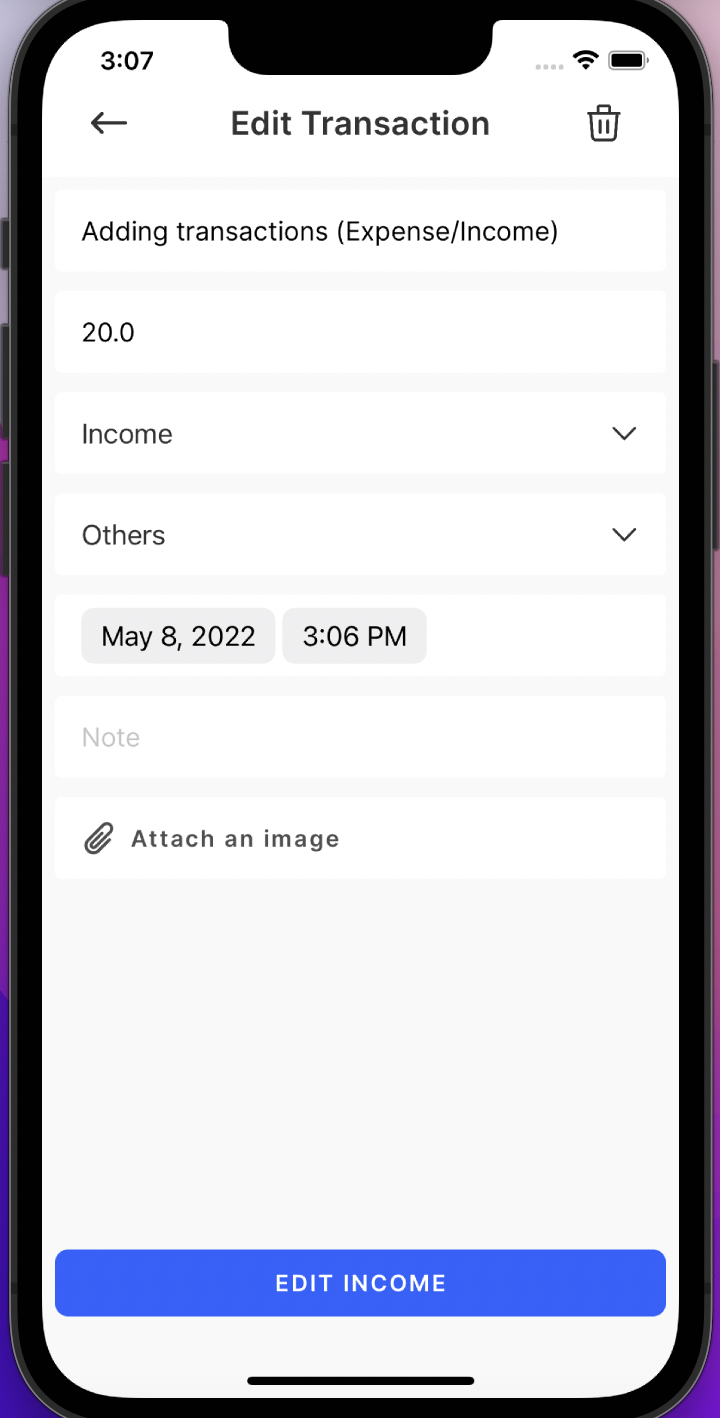 3:07
Edit Transaction
Adding transactions (Expense/Income)
20.0
Income
Others
May 8, 2022 3:06 PM
Note
Attach an image
EDIT INCOME